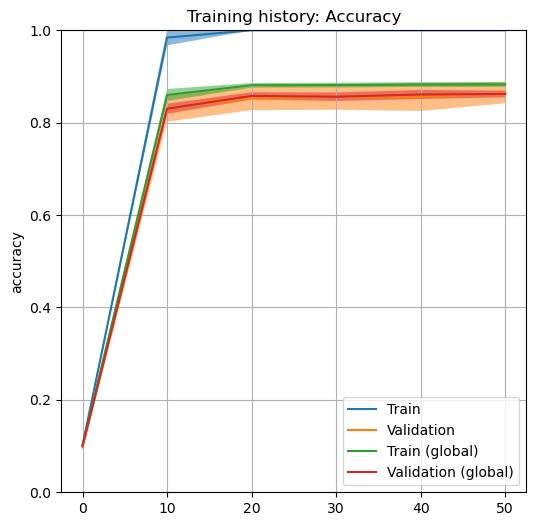 Training history: Accuracy
accuracy
1.0
0.8
0.6
0.4
0.2
0.0
0 10 20 30 40 50
Train
Validation
Train (global)
Validation (global)